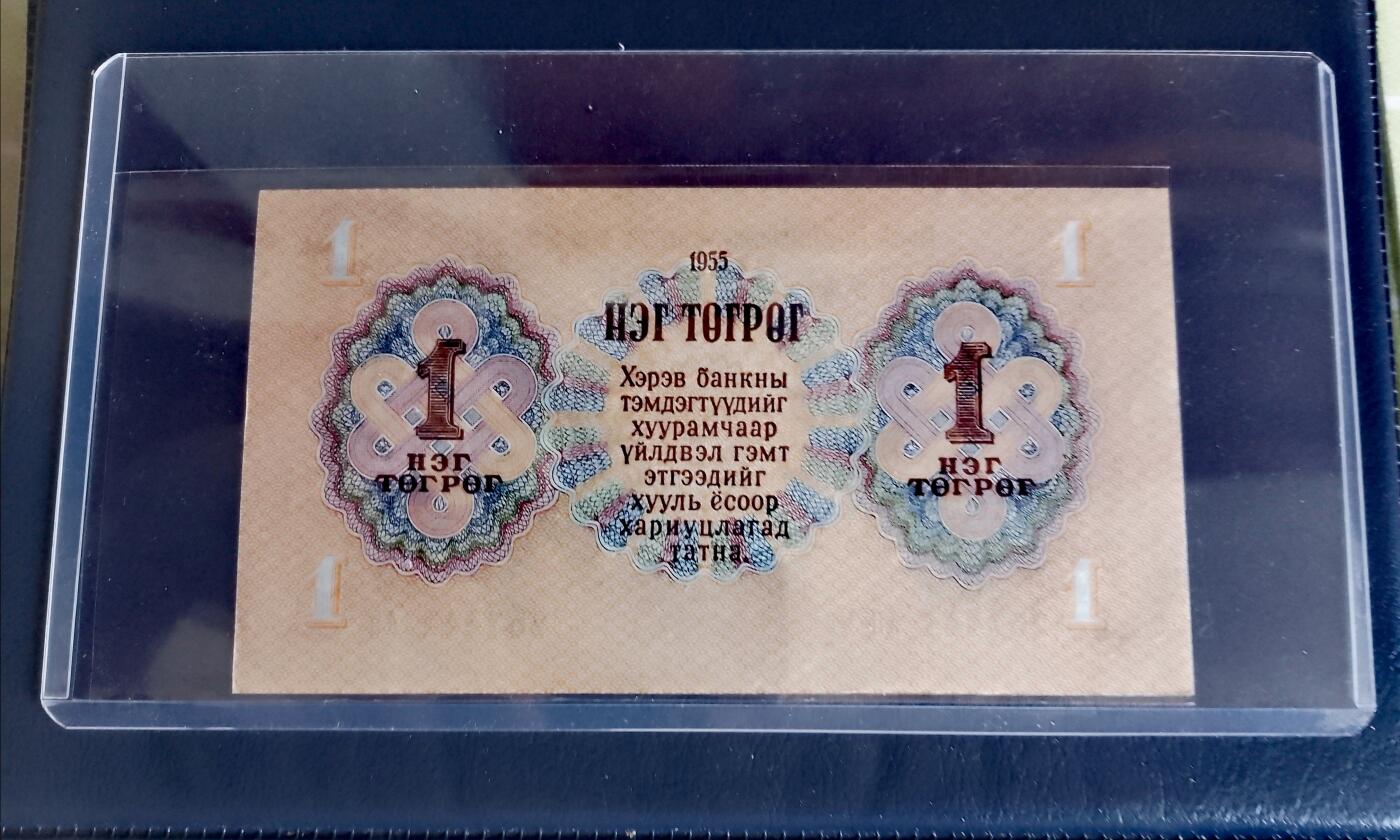 1 1
1955
НЭГ ТӨГРӨГ
Хэрэв банкны
тэмдэгтүүдийг
хуурамчаар
үйлдвэл гэмт
этгээдийг
хууль ёсоор
хариуцлагад
татна.
1
НЭГ
ТӨГРӨГ
1
НЭГ
ТӨГРӨГ
1 1